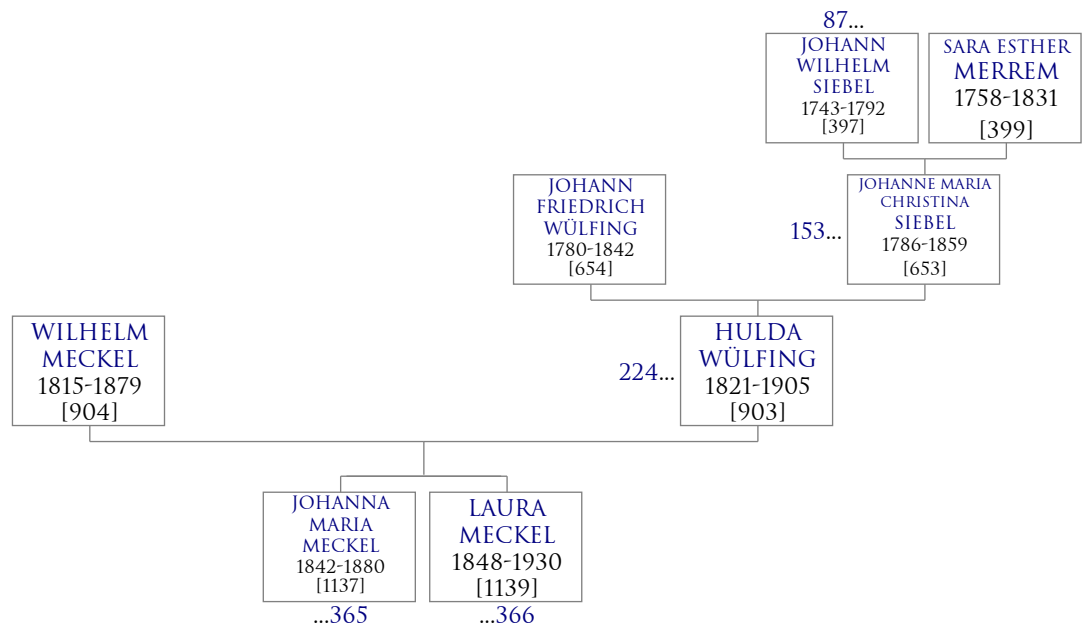 87...
JOHANN
WILHELM
SIEBEL
1743-1792
[397]
SARA ESTHER
MERREM
1758-1831
[399]
JOHANN
FRIEDRICH
WÜLFING
1780-1842
[654]
153...
JOHANNE MARIA
CHRISTINA
SIEBEL
1786-1859
[653]
WILHELM
MECKEL
1815-1879
[904]
224...
HULDA
WÜLFING
1821-1905
[903]
JOHANNA
MARIA
MECKEL
1842-1880
[1137]
...365
LAURA
MECKEL
1848-1930
[1139]
...366